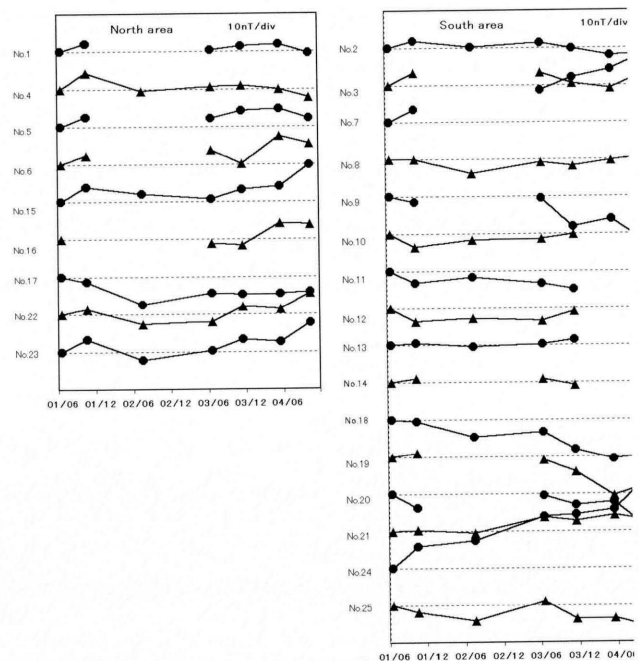 North area 10nT/div
No.1
No.4
No.5
No.6
No.15
No.16
No.17
No.22
No.23
01/06 01/12 02/06 02/12 03/06 03/12 04/06
South area 10nT/div
No.2
No.3
No.7
No.8
No.9
No.10
No.11
No.12
No.13
No.14
No.18
No.19
No.20
No.21
No.24
No.25
01/06 01/12 02/06 02/12 03/06 03/12